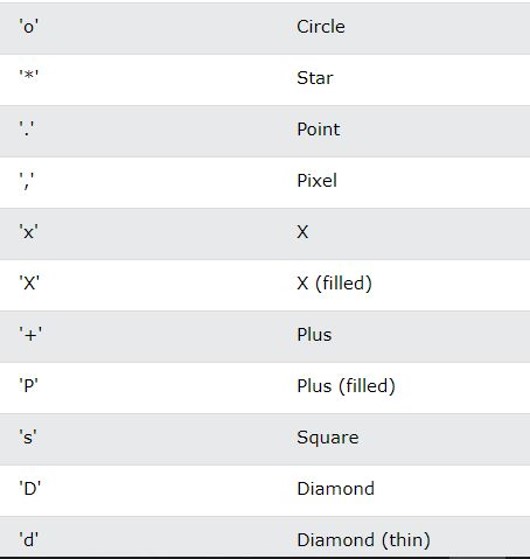 'o' Circle
'*' Star
'.' Point
',' Pixel
'x' X
'X' X (filled)
'+' Plus
'P' Plus (filled)
's' Square
'D' Diamond
'd' Diamond (thin)